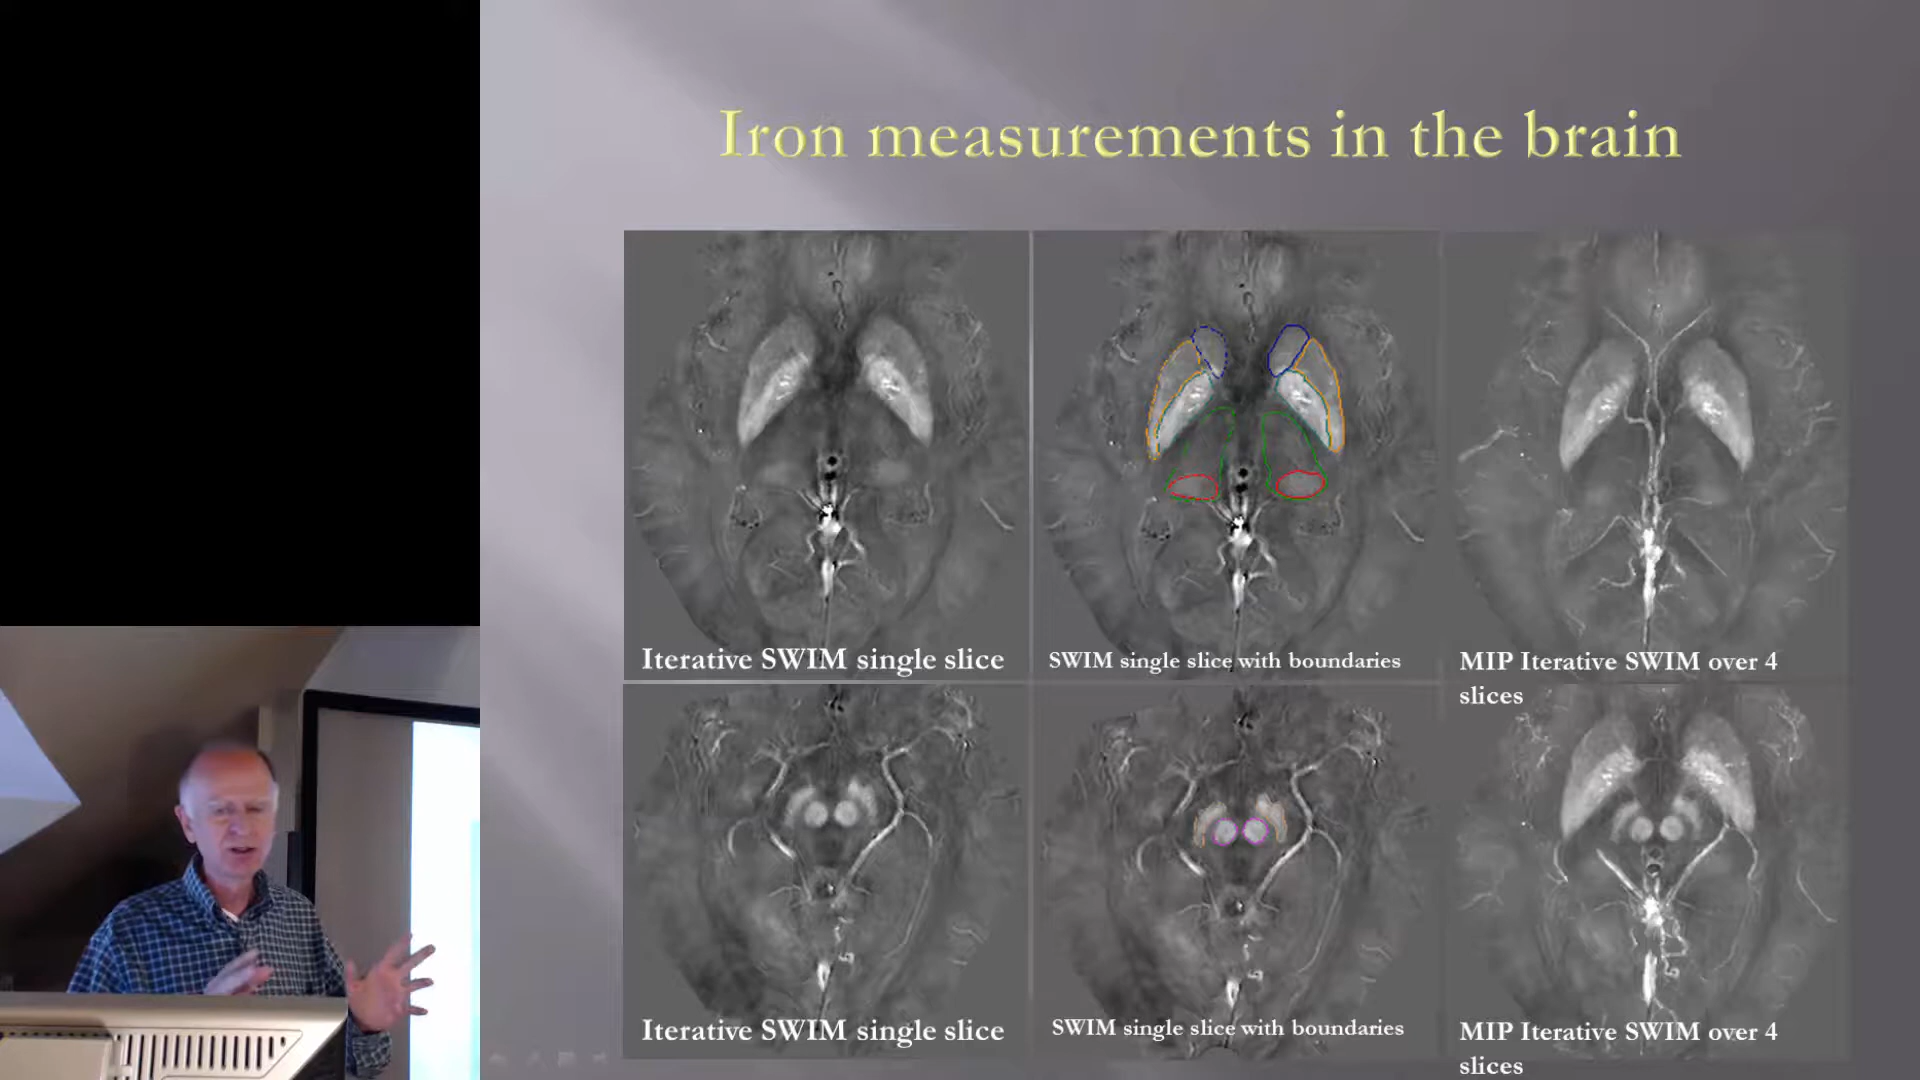 Iron measurements in the brain
Iterative SWIM single slice
SWIM single slice with boundaries
MIP Iterative SWIM over 4
slices
Iterative SWIM single slice
SWIM single slice with boundaries
MIP Iterative SWIM over 4
slices